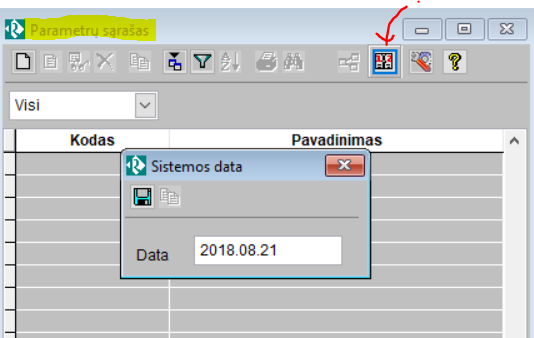 Parametrų sąrašas
Visi
Kodas Pavadinimas
Sistemos data
Data 2018.08.21